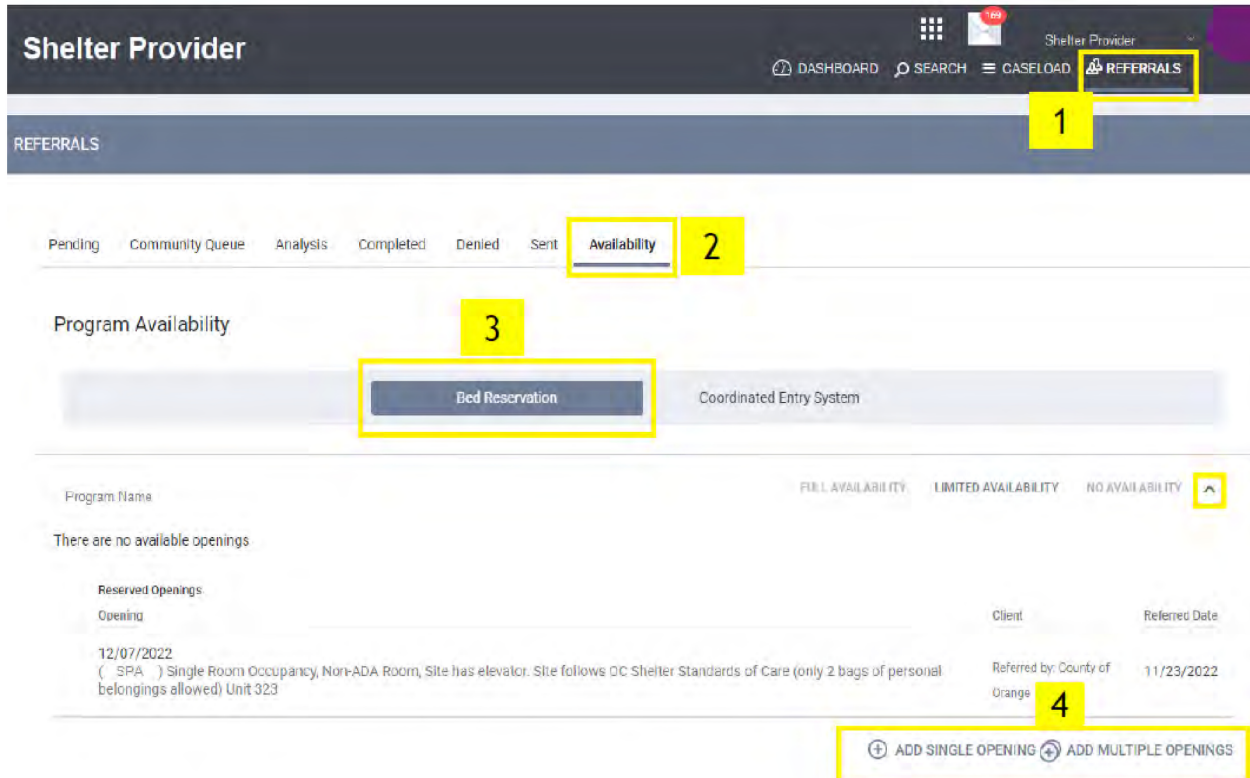 Shelter Provider
169
Shelter Provider
DASHBOARD SEARCH CASELOAD REFERRALS
1
REFERRALS
Pending Community Queue Analysis Completed Denied Sent Availability 2
Program Availability
3
Bed Reservation Coordinated Entry System
Program Name FULL AVAILABILITY LIMITED AVAILABILITY NO AVAILABILITY
There are no available openings
Reserved Openings
Opening Client Referred Date
12/07/2022
( SPA ) Single Room Occupancy, Non-ADA Room, Site has elevator. Site follows OC Shelter Standards of Care (only 2 bags of personal
belongings allowed) Unit 323
Referred by: County of
Orange
11/23/2022
4
ADD SINGLE OPENING ADD MULTIPLE OPENINGS